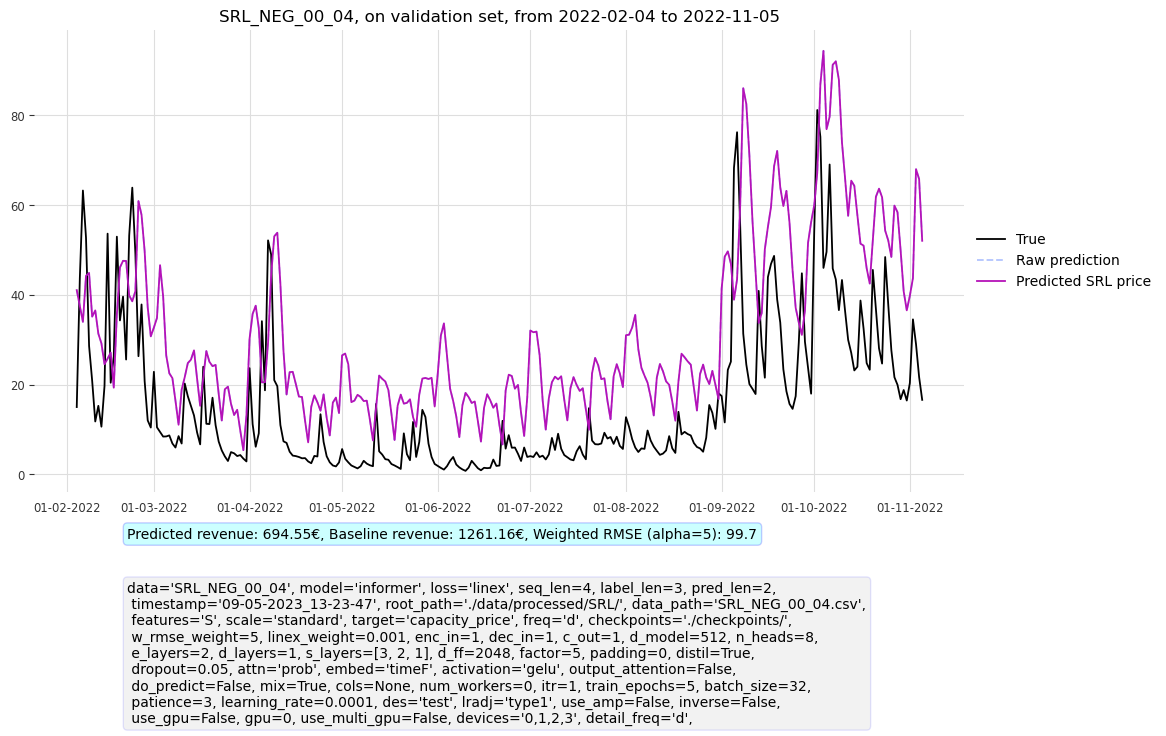 SRL_NEG_00_04, on validation set, from 2022-02-04 to 2022-11-05
80
60
40
20
0
01-02-2022 01-03-2022 01-04-2022 01-05-2022 01-06-2022 01-07-2022 01-08-2022 01-09-2022 01-10-2022 01-11-2022
True
Raw prediction
Predicted SRL price
Predicted revenue: 694.55€, Baseline revenue: 1261.16€, Weighted RMSE (alpha=5): 99.7
data='SRL_NEG_00_04', model='informer', loss='linex', seq_len=4, label_len=3, pred_len=2,
timestamp='09-05-2023_13-23-47', root_path='./data/processed/SRL/', data_path='SRL_NEG_00_04.csv',
features='S', scale='standard', target='capacity_price', freq='d', checkpoints='./checkpoints/',
w_rmse_weight=5, linex_weight=0.001, enc_in=1, dec_in=1, c_out=1, d_model=512, n_heads=8,
e_layers=2, d_layers=1, s_layers=[3, 2, 1], d_ff=2048, factor=5, padding=0, distil=True,
dropout=0.05, attn='prob', embed='timeF', activation='gelu', output_attention=False,
do_predict=False, mix=True, cols=None, num_workers=0, itr=1, train_epochs=5, batch_size=32,
patience=3, learning_rate=0.0001, des='test', lradj='type1', use_amp=False, inverse=False,
use_gpu=False, gpu=0, use_multi_gpu=False, devices='0,1,2,3', detail_freq='d',